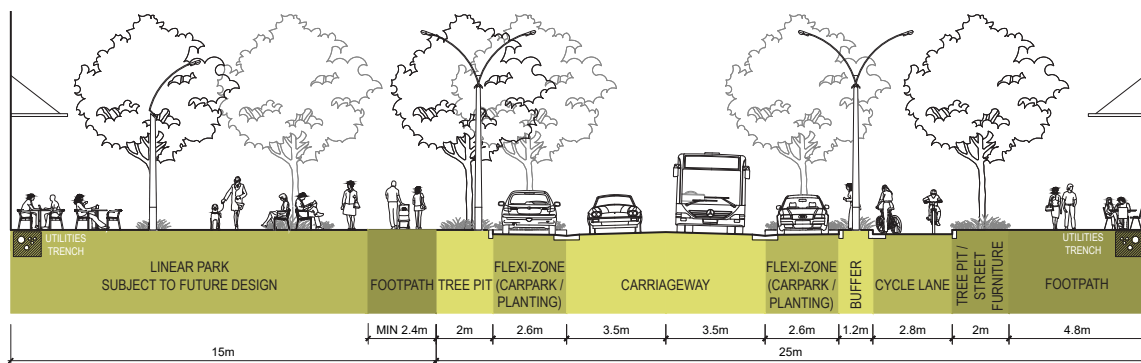 UTILITIES
TRENCH
UTILITIES
TRENCH
LINEAR PARK
SUBJECT TO FUTURE DESIGN
FOOTPATH
TREE PIT
FLEXI-ZONE
(CARPARK /
PLANTING)
CARRIAGEWAY
FLEXI-ZONE
(CARPARK /
PLANTING)
BUFFER
CYCLE LANE
TREE PIT /
STREET
FURNITURE
FOOTPATH
MIN 2.4m
2m
2.6m
3.5m
3.5m
2.6m
1.2m
2.8m
2m
4.8m
15m
25m